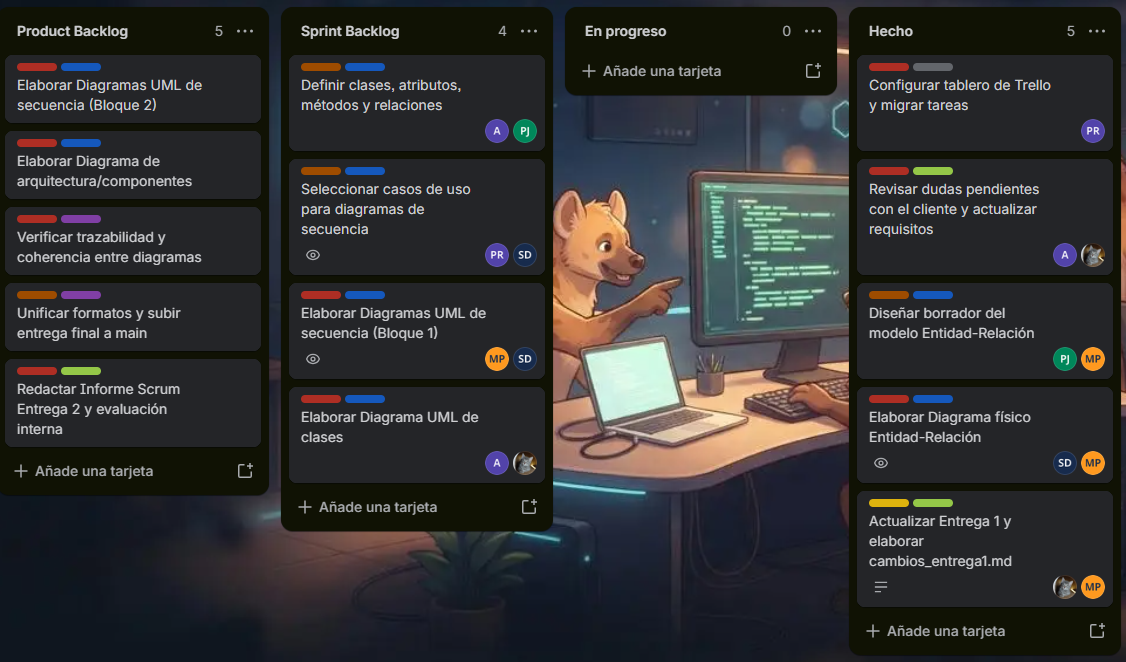 Product Backlog 5
Elaborar Diagramas UML de
secuencia (Bloque 2)
Elaborar Diagrama de
arquitectura/componentes
Verificar trazabilidad y
coherencia entre diagramas
Unificar formatos y subir
entrega final a main
Redactar Informe Scrum
Entrega 2 y evaluación
interna
Añade una tarjeta
Sprint Backlog 4
Definir clases, atributos,
métodos y relaciones
A PJ
Seleccionar casos de uso
para diagramas de
secuencia
PR SD
Elaborar Diagramas UML de
secuencia (Bloque 1)
MP SD
Elaborar Diagrama UML de
clases
A
Añade una tarjeta
En progreso 0
Añade una tarjeta
Hecho 5
Configurar tablero de Trello
y migrar tareas
PR
Revisar dudas pendientes
con el cliente y actualizar
requisitos
A
Diseñar borrador del
modelo Entidad-Relación
PJ MP
Elaborar Diagrama físico
Entidad-Relación
SD MP
Actualizar Entrega 1 y
elaborar
cambios_entrega1.md
MP
Añade una tarjeta